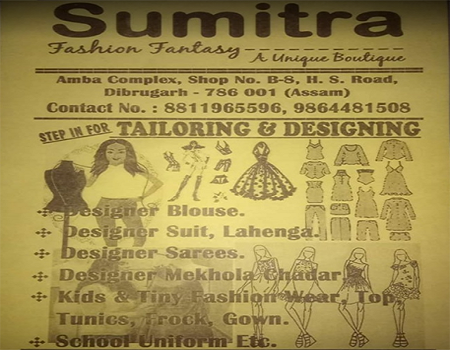 Sumitra
Fashion Fantasy
A Unique Boutique
Amba Complex, Shop No. B-8, H. S. Road,
Dibrugarh - 786 001 (Assam)
Contact No. : 8811965596, 9864481508
STEP IN FOR TAILORING & DESIGNING
Designer Blouse.
Designer Suit, Lahenga.
Designer Sarees.
Designer Mekhola Chadar
Kids & Tiny Fashion Wear, Top,
Tunics, Frock, Gown.
School Uniform Etc.